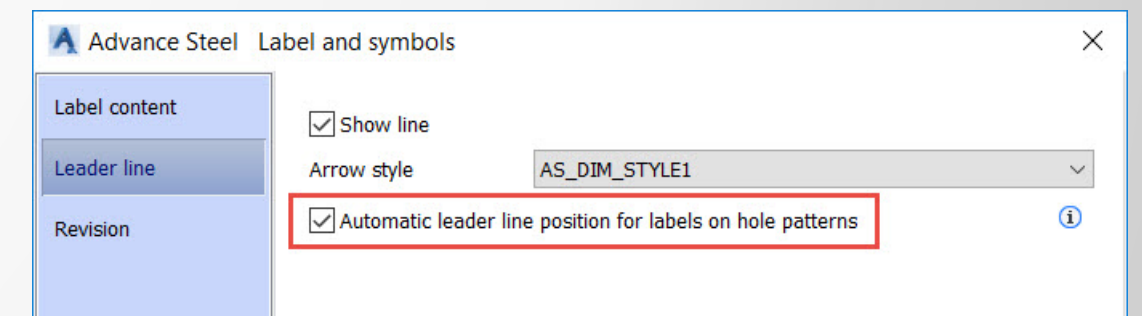 Advance Steel Label and symbols
Label content
Leader line
Revision
Show line
Arrow style AS_DIM_STYLE1
Automatic leader line position for labels on hole patterns